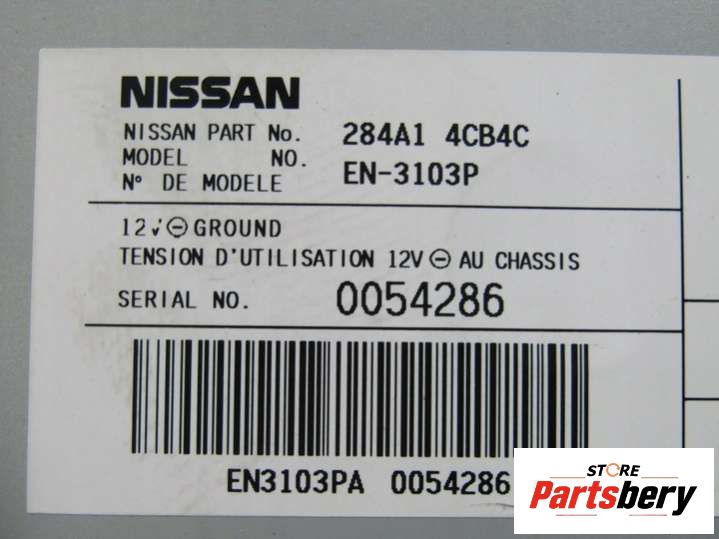 NISSAN
NISSAN PART No. 284A1 4CB4C
MODEL NO. EN-3103P
N° DE MODELE
12V ⊖ GROUND
TENSION D'UTILISATION 12V ⊖ AU CHASSIS
SERIAL NO. 0054286
EN3103PA 0054286
STORE
Partsbery